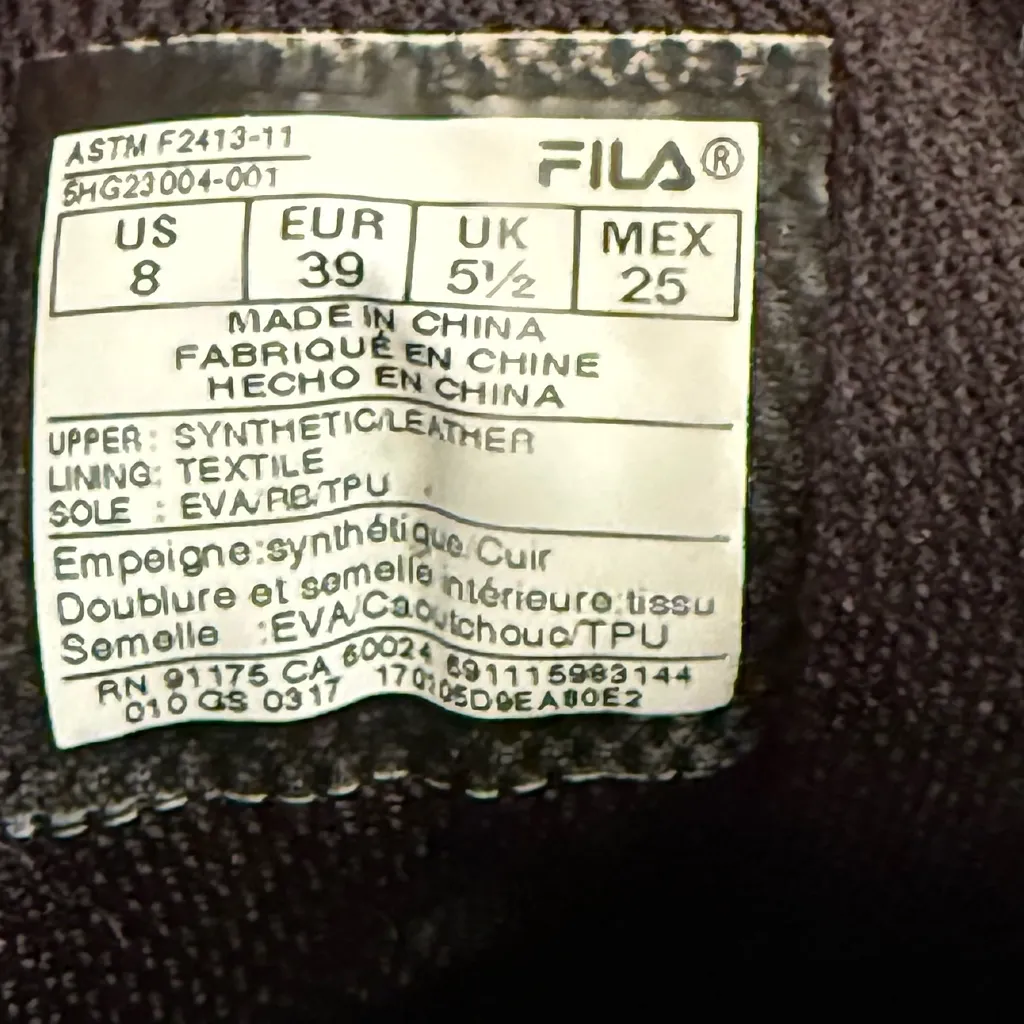 ASTM F2413-11
FILA®
5HG23004-001
US EUR UK MEX
8 39 5½ 25
MADE IN CHINA
FABRIQUÉ EN CHINE
HECHO EN CHINA
UPPER: SYNTHETIC/LEATHER
LINING: TEXTILE
SOLE : EVA/RB/TPU
Empeigne:synthétique/Cuir
Doublure et semelle intérieure:tissu
Semelle :EVA/Caoutchouc/TPU
RN 91175 CA 60024 691115983144
010 GS 0317